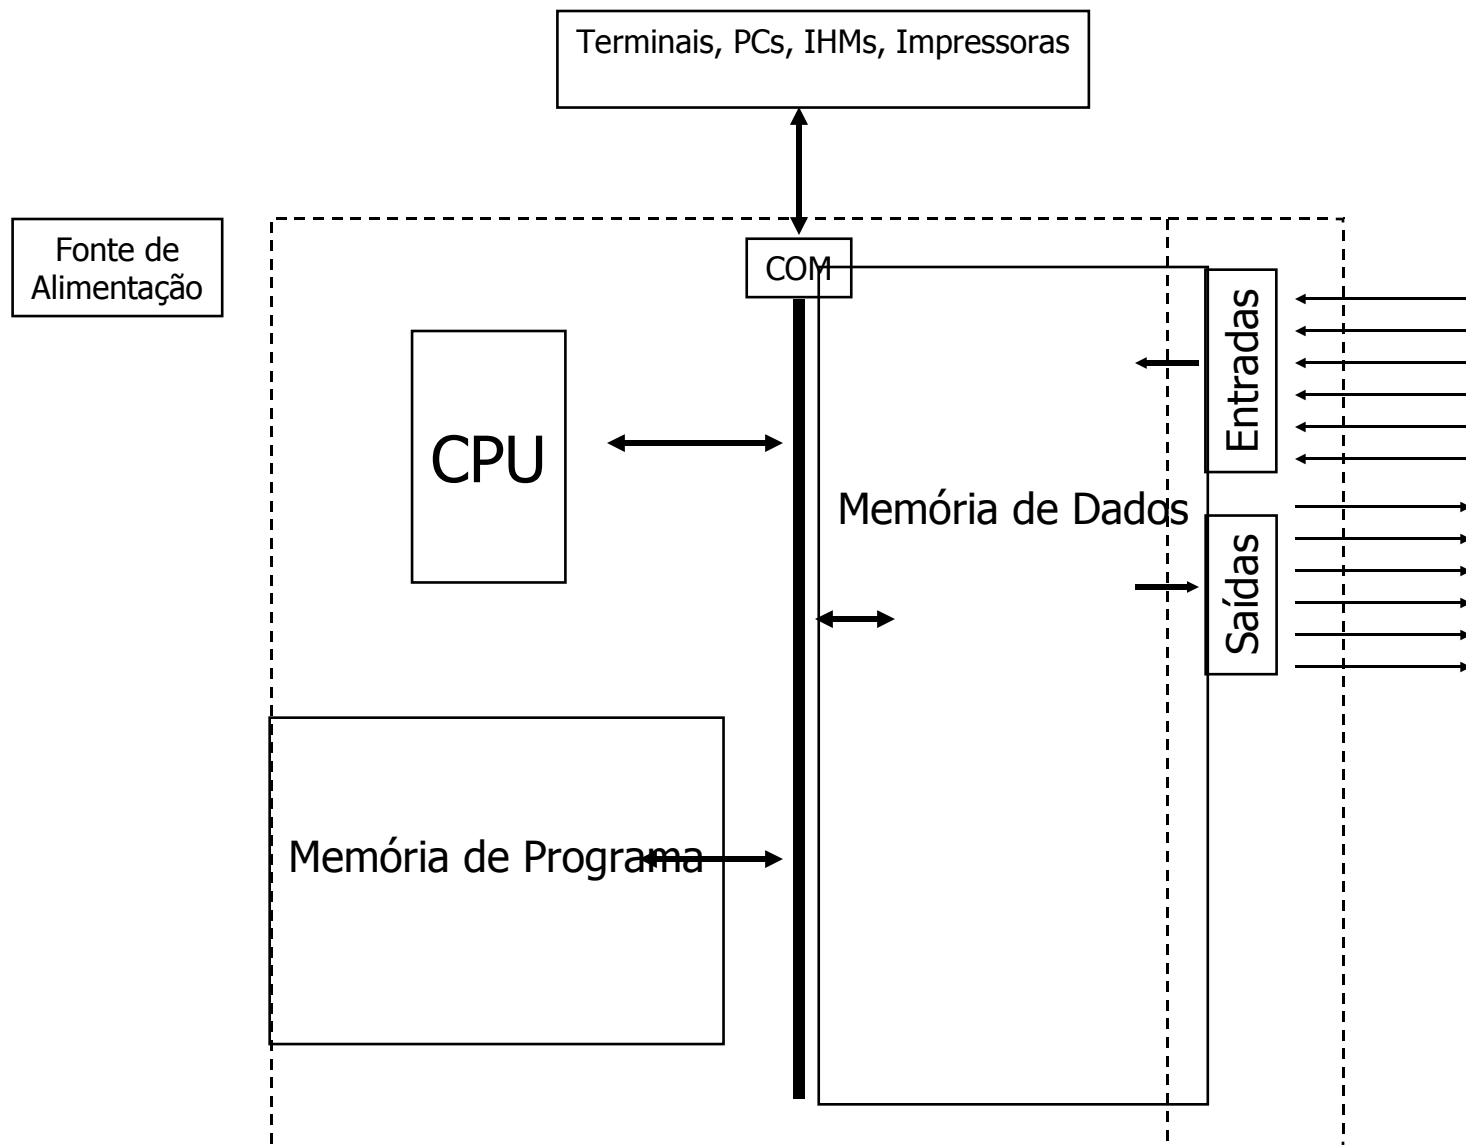 Terminais, PCs, IHMs, Impressoras
Fonte de
Alimentação
COM
Entradas
CPU
Memória de Dados
Saídas
Memória de Programa